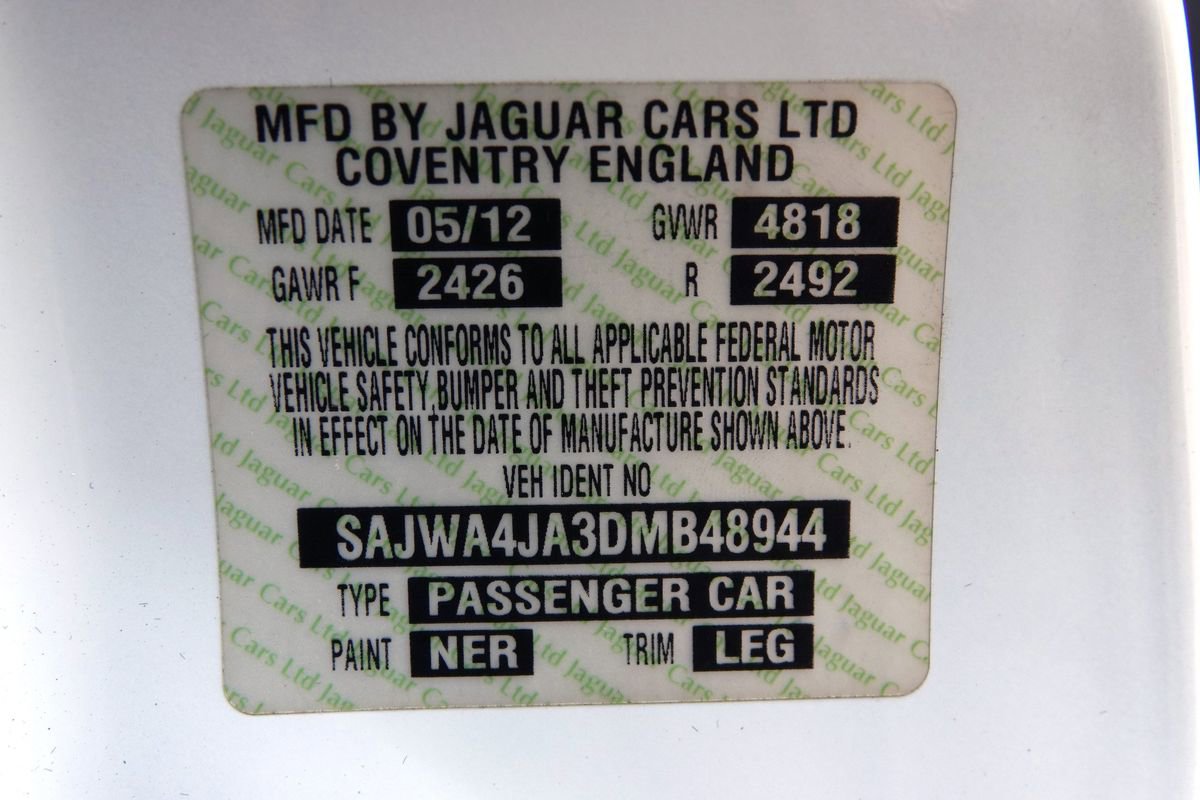 MFD BY JAGUAR CARS LTD
COVENTRY ENGLAND
MFD DATE 05/12 GVWR 4818
GAWR F 2426 R 2492
THIS VEHICLE CONFORMS TO ALL APPLICABLE FEDERAL MOTOR
VEHICLE SAFETY,BUMPER AND THEFT PREVENTION STANDARDS
IN EFFECT ON THE DATE OF MANUFACTURE SHOWN ABOVE.
VEH IDENT NO
SAJWA4JA3DMB48944
TYPE PASSENGER CAR
PAINT NER TRIM LEG